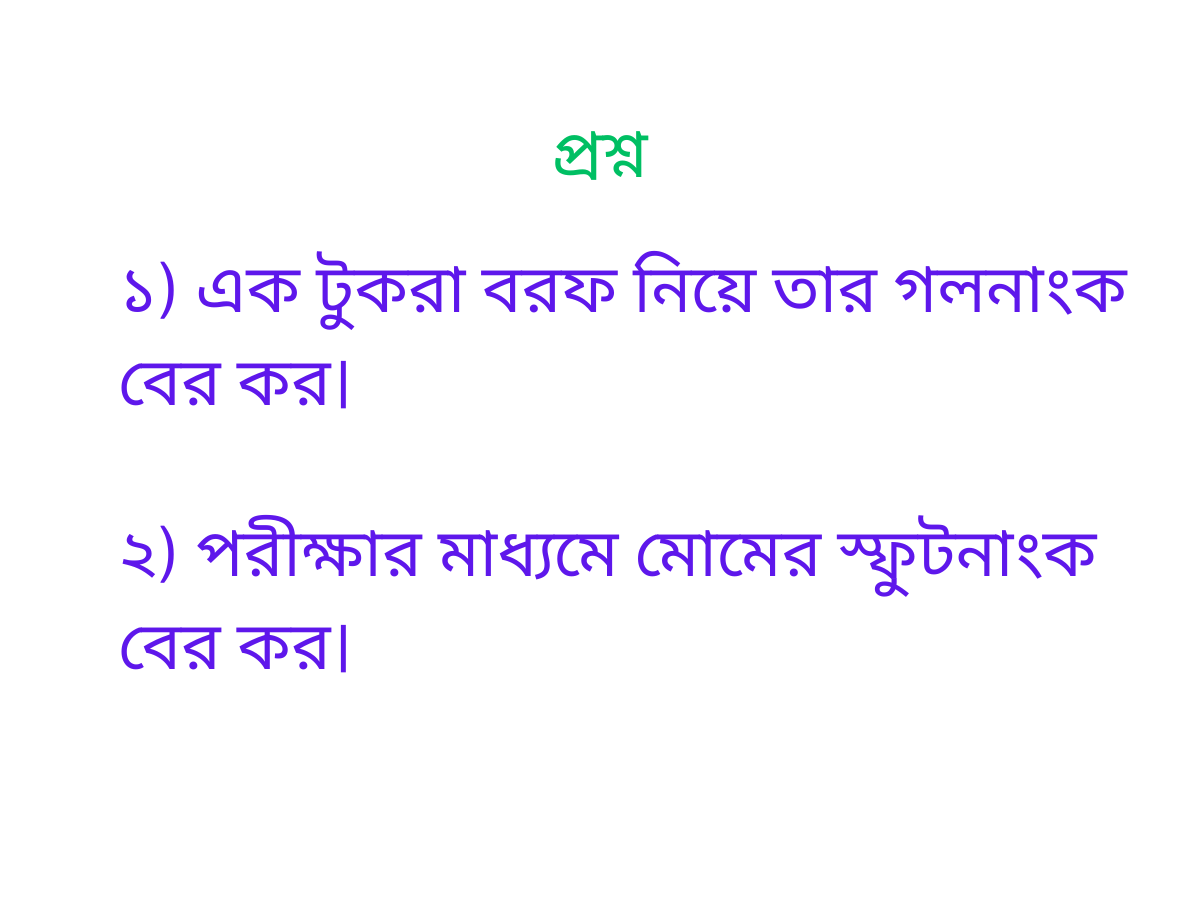 প্রশ্ন
১) এক টুকরা বরফ নিয়ে তার গলনাংক
বের কর।
২) পরীক্ষার মাধ্যমে মোমের স্ফুটনাংক
বের কর।